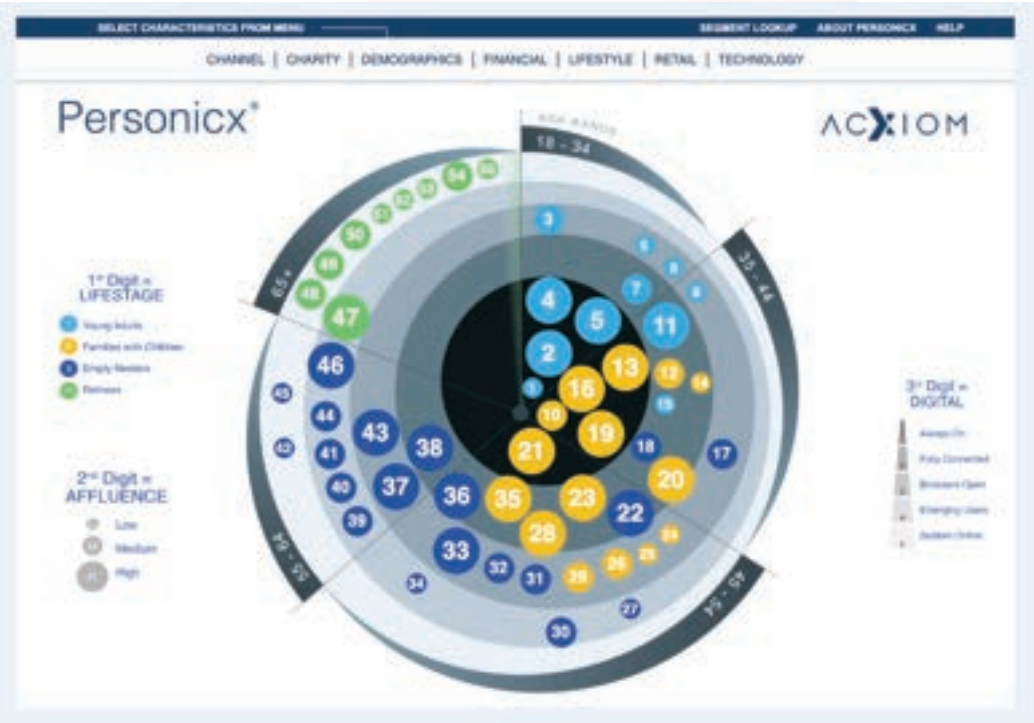 SELECT CHARACTERISTICS FROM MENU
SEGMENT LOOKUP ABOUT PERSONICX HELP
CHANNEL | CHARITY | DEMOGRAPHICS | FINANCIAL | LIFESTYLE | RETAIL | TECHNOLOGY
Personicx®
ACXIOM
AGE BANDS
18 - 34
35 - 44
45 - 54
55 - 64
65+
1st Digit =
LIFESTAGE
Young Adults
Families with Children
Empty Nesters
Retirees
2nd Digit =
AFFLUENCE
Low
Medium
High
3rd Digit =
DIGITAL
Always On
Fully Connected
Browsers Open
Emerging Users
Seldom Online
54
53
52
51
50
49
48
47
3
6
7
4
5
11
2
13
12
14
1
16
15
10
19
21
18
17
20
46
45
44
43
42
41
38
40
37
36
39
35
23
22
28
33
32
31
34
29
26
25
24
27
30